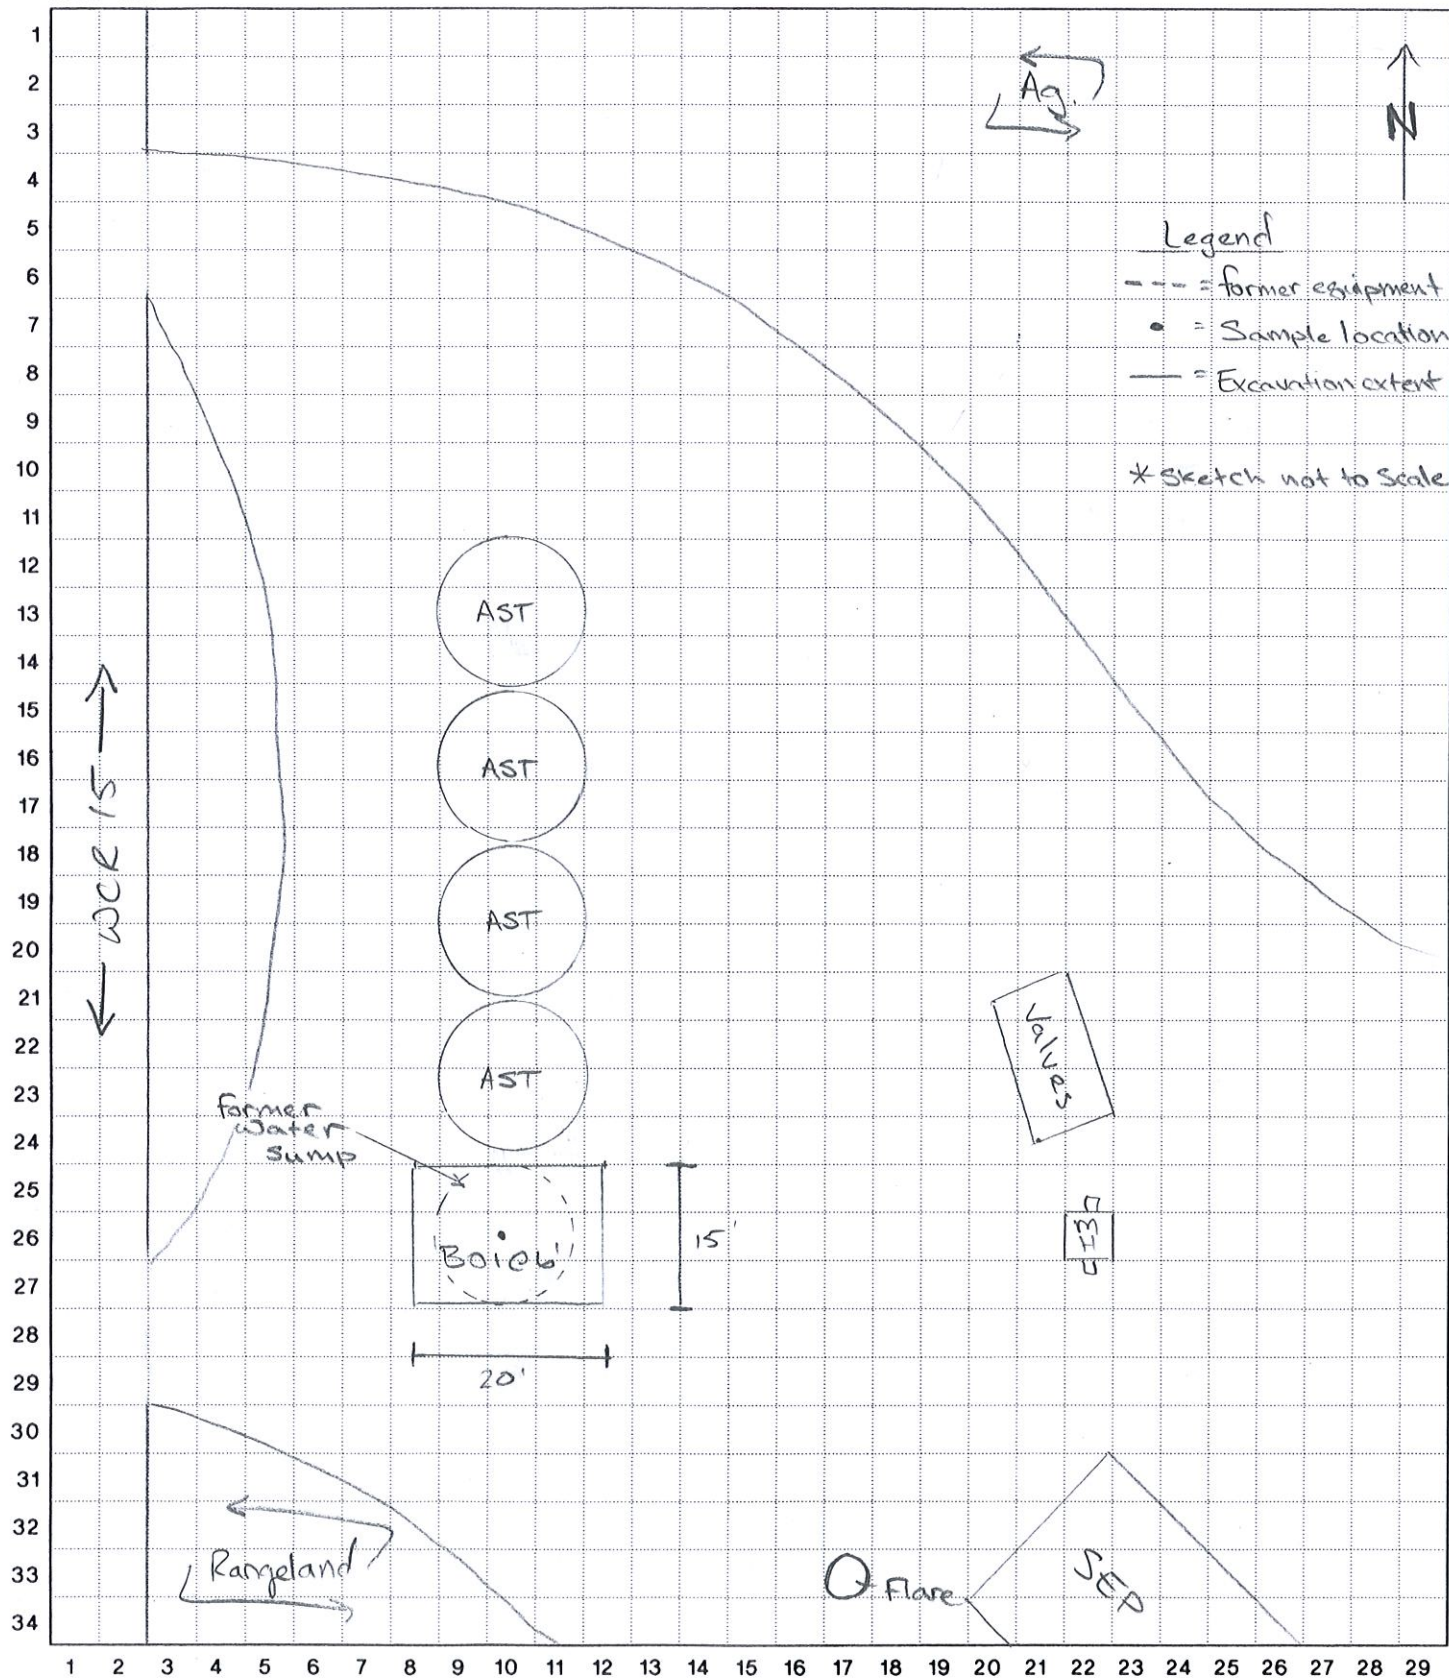 1
2
3
4
5
6
7
8
9
10
11
12
13
14
15
16
17
18
19
20
21
22
23
24
25
26
27
28
29
30
31
32
33
34
Ag.
N
Legend
--- = former equipment
• = Sample location
— = Excavation extent
* Sketch not to Scale
AST
AST
AST
AST
← WCR 15 →
Valves
former
water
sump
15'
20'
Rangeland
Flare
SEP
1 2 3 4 5 6 7 8 9 10 11 12 13 14 15 16 17 18 19 20 21 22 23 24 25 26 27 28 29